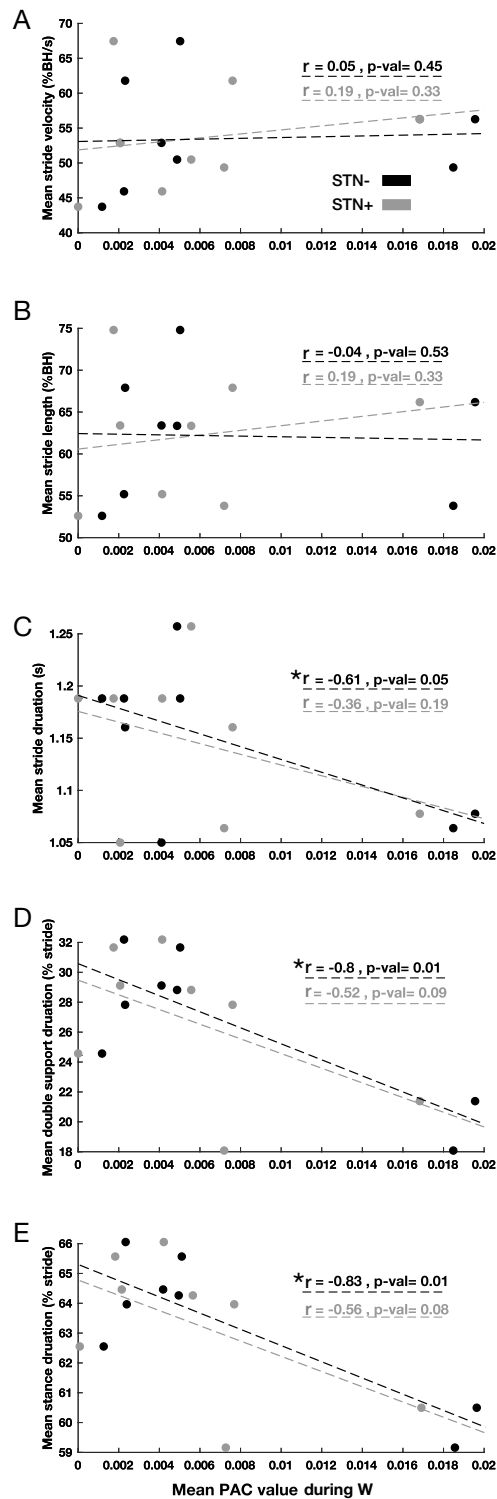 A
Mean stride velocity (%BH/s)
70
65
60
55
50
45
40
r = 0.05 , p-val= 0.45
r = 0.19 , p-val= 0.33
STN-
STN+
0 0.002 0.004 0.006 0.008 0.01 0.012 0.014 0.016 0.018 0.02
B
Mean stride length (%BH)
75
70
65
60
55
50
r = -0.04 , p-val= 0.53
r = 0.19 , p-val= 0.33
0 0.002 0.004 0.006 0.008 0.01 0.012 0.014 0.016 0.018 0.02
C
Mean stride druation (s)
1.25
1.2
1.15
1.1
1.05
*r = -0.61 , p-val= 0.05
r = -0.36 , p-val= 0.19
0 0.002 0.004 0.006 0.008 0.01 0.012 0.014 0.016 0.018 0.02
D
Mean double support druation (% stride)
32
30
28
26
24
22
20
18
*r = -0.8 , p-val= 0.01
r = -0.52 , p-val= 0.09
0 0.002 0.004 0.006 0.008 0.01 0.012 0.014 0.016 0.018 0.02
E
Mean stance druation (% stride)
66
65
64
63
62
61
60
59
*r = -0.83 , p-val= 0.01
r = -0.56 , p-val= 0.08
0 0.002 0.004 0.006 0.008 0.01 0.012 0.014 0.016 0.018 0.02
Mean PAC value during W